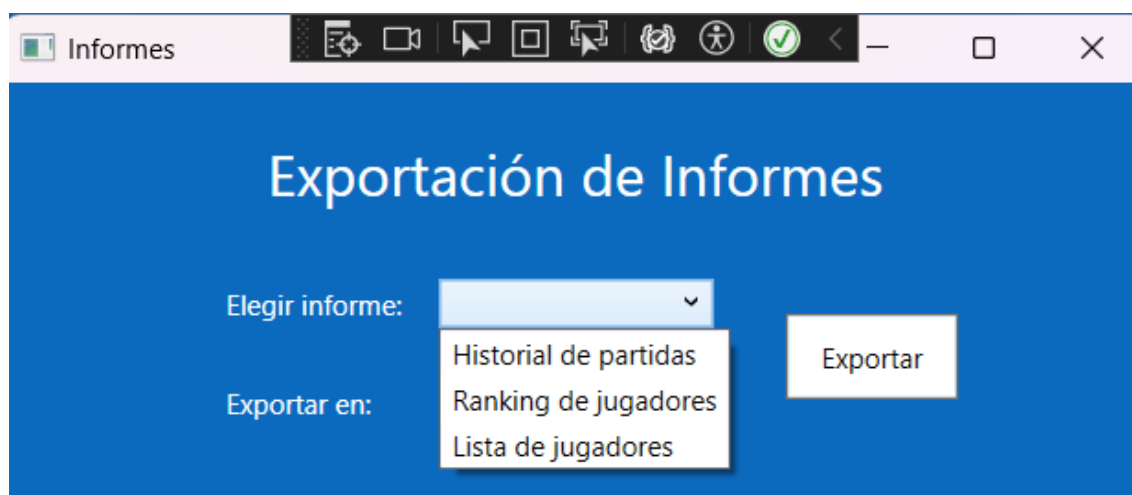 Informes
Exportación de Informes
Elegir informe:
Historial de partidas
Ranking de jugadores
Lista de jugadores
Exportar en:
Exportar